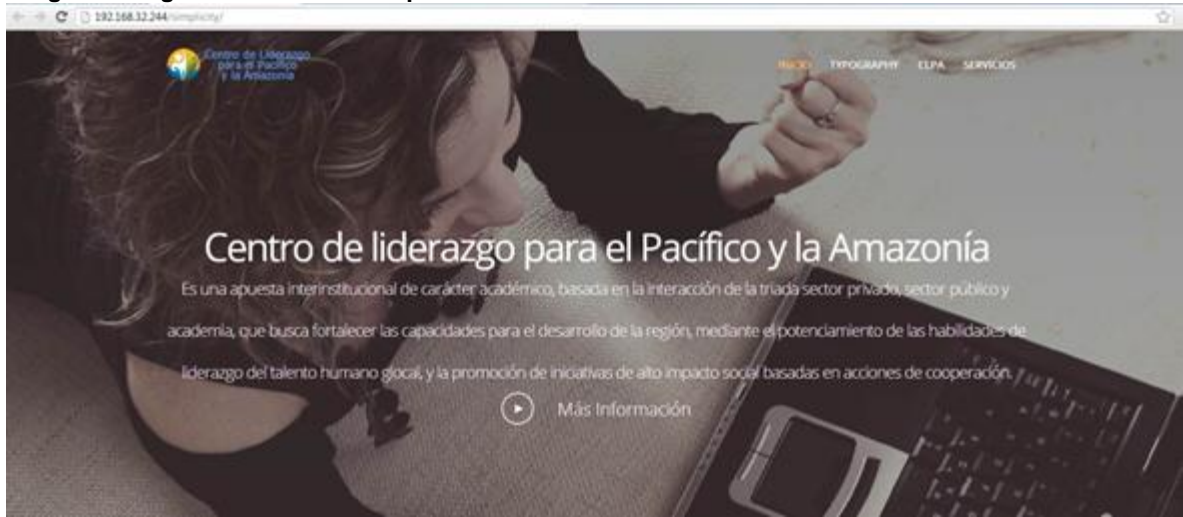 192.168.32.244/simplicity/
Centro de Liderazgo
para el Pacífico
y la Amazonía
INICIO TYPOGRAPHY CLPA SERVICIOS
Centro de liderazgo para el Pacífico y la Amazonía
Es una apuesta interinstitucional de carácter académico, basada en la interacción de la triada sector privado, sector público y
academia, que busca fortalecer las capacidades para el desarrollo de la región, mediante el potenciamiento de las habilidades de
liderazgo del talento humano glocal, y la promoción de iniciativas de alto impacto social basadas en acciones de cooperación.
Más Información